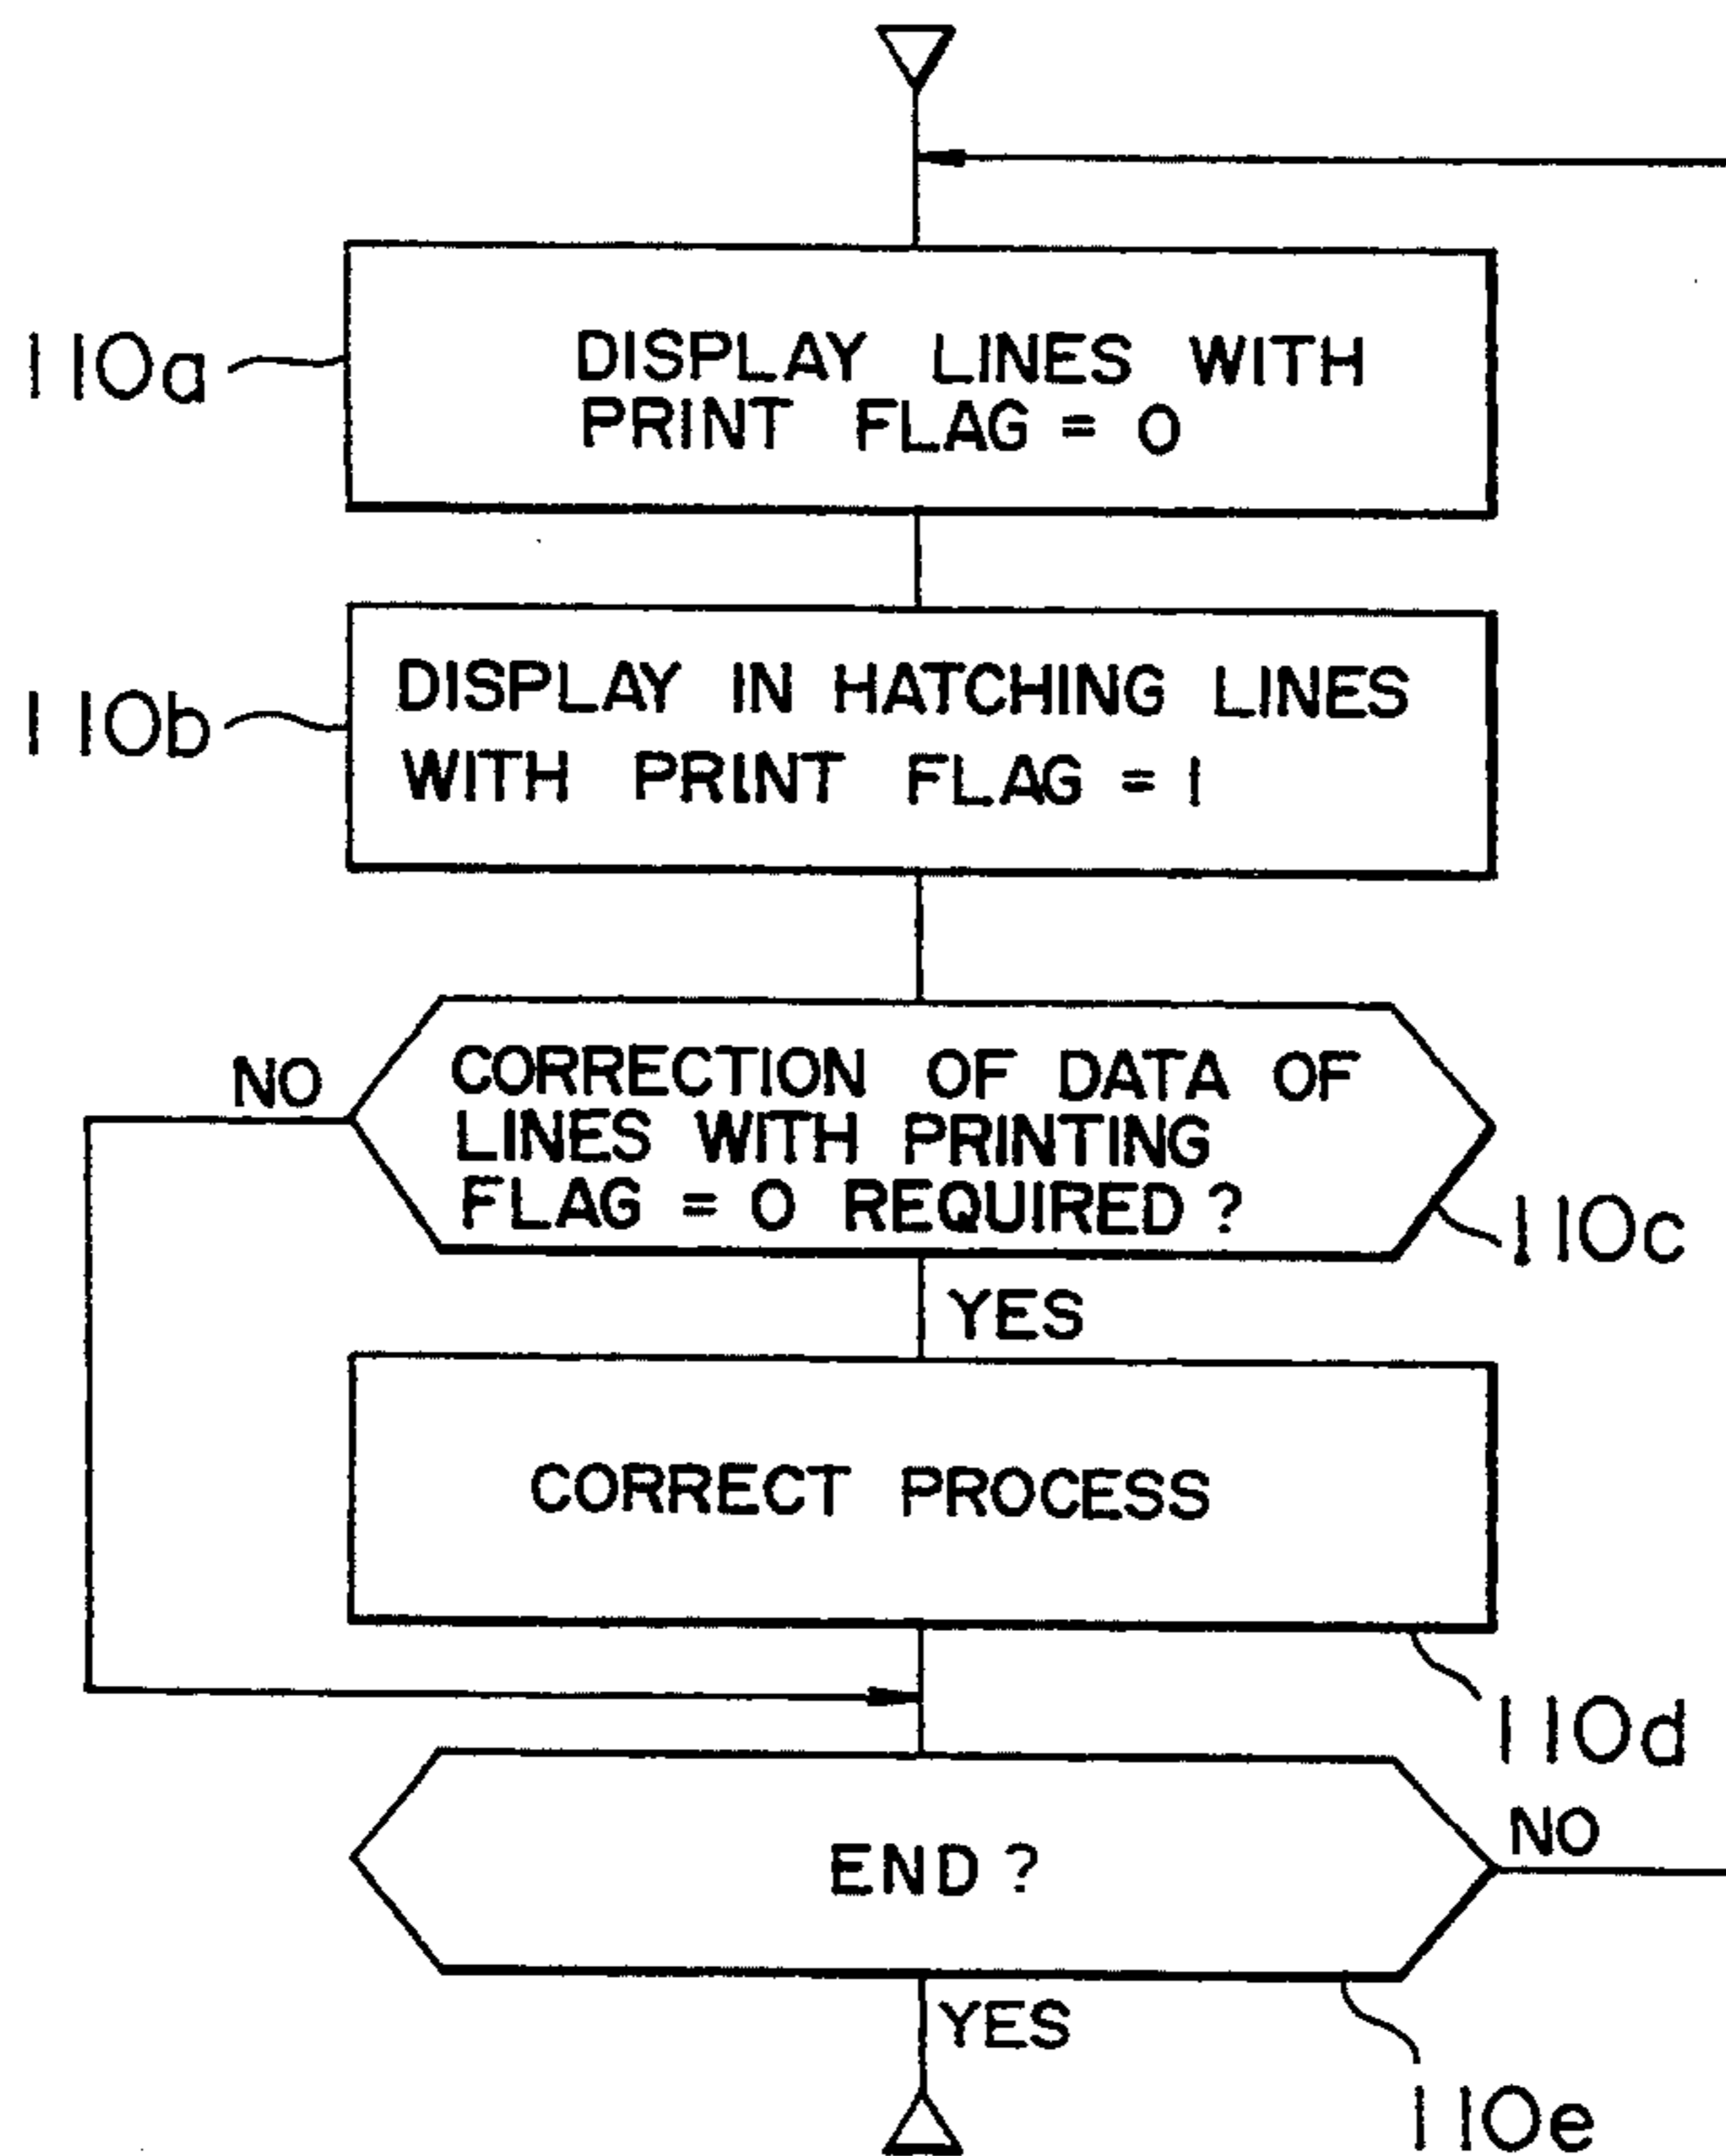 110a
DISPLAY LINES WITH
PRINT FLAG = 0
110b
DISPLAY IN HATCHING LINES
WITH PRINT FLAG = 1
NO
CORRECTION OF DATA OF
LINES WITH PRINTING
FLAG = 0 REQUIRED ?
110c
YES
CORRECT PROCESS
110d
END ?
NO
YES
110e